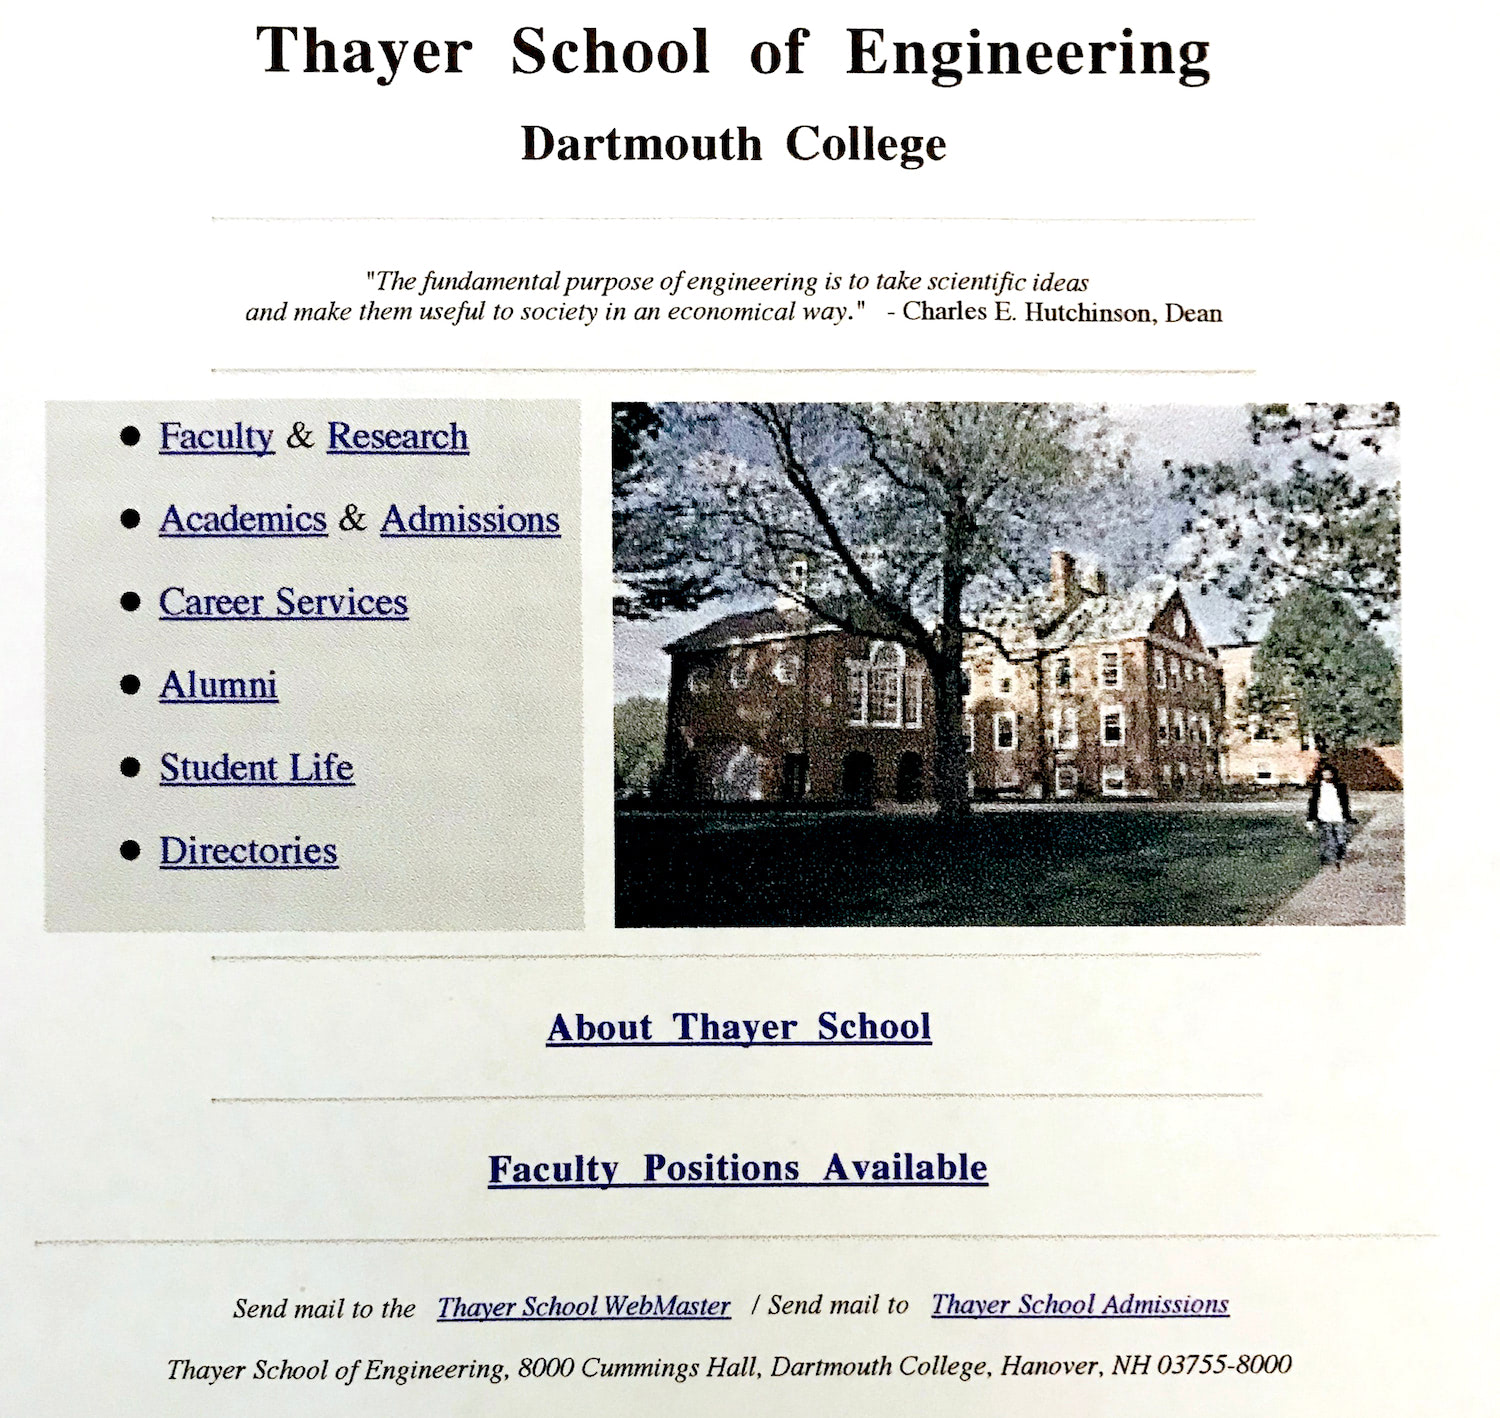 Thayer School of Engineering
Dartmouth College
"The fundamental purpose of engineering is to take scientific ideas
and make them useful to society in an economical way." - Charles E. Hutchinson, Dean
Faculty & Research
Academics & Admissions
Career Services
Alumni
Student Life
Directories
About Thayer School
Faculty Positions Available
Send mail to the Thayer School WebMaster / Send mail to Thayer School Admissions
Thayer School of Engineering, 8000 Cummings Hall, Dartmouth College, Hanover, NH 03755-8000